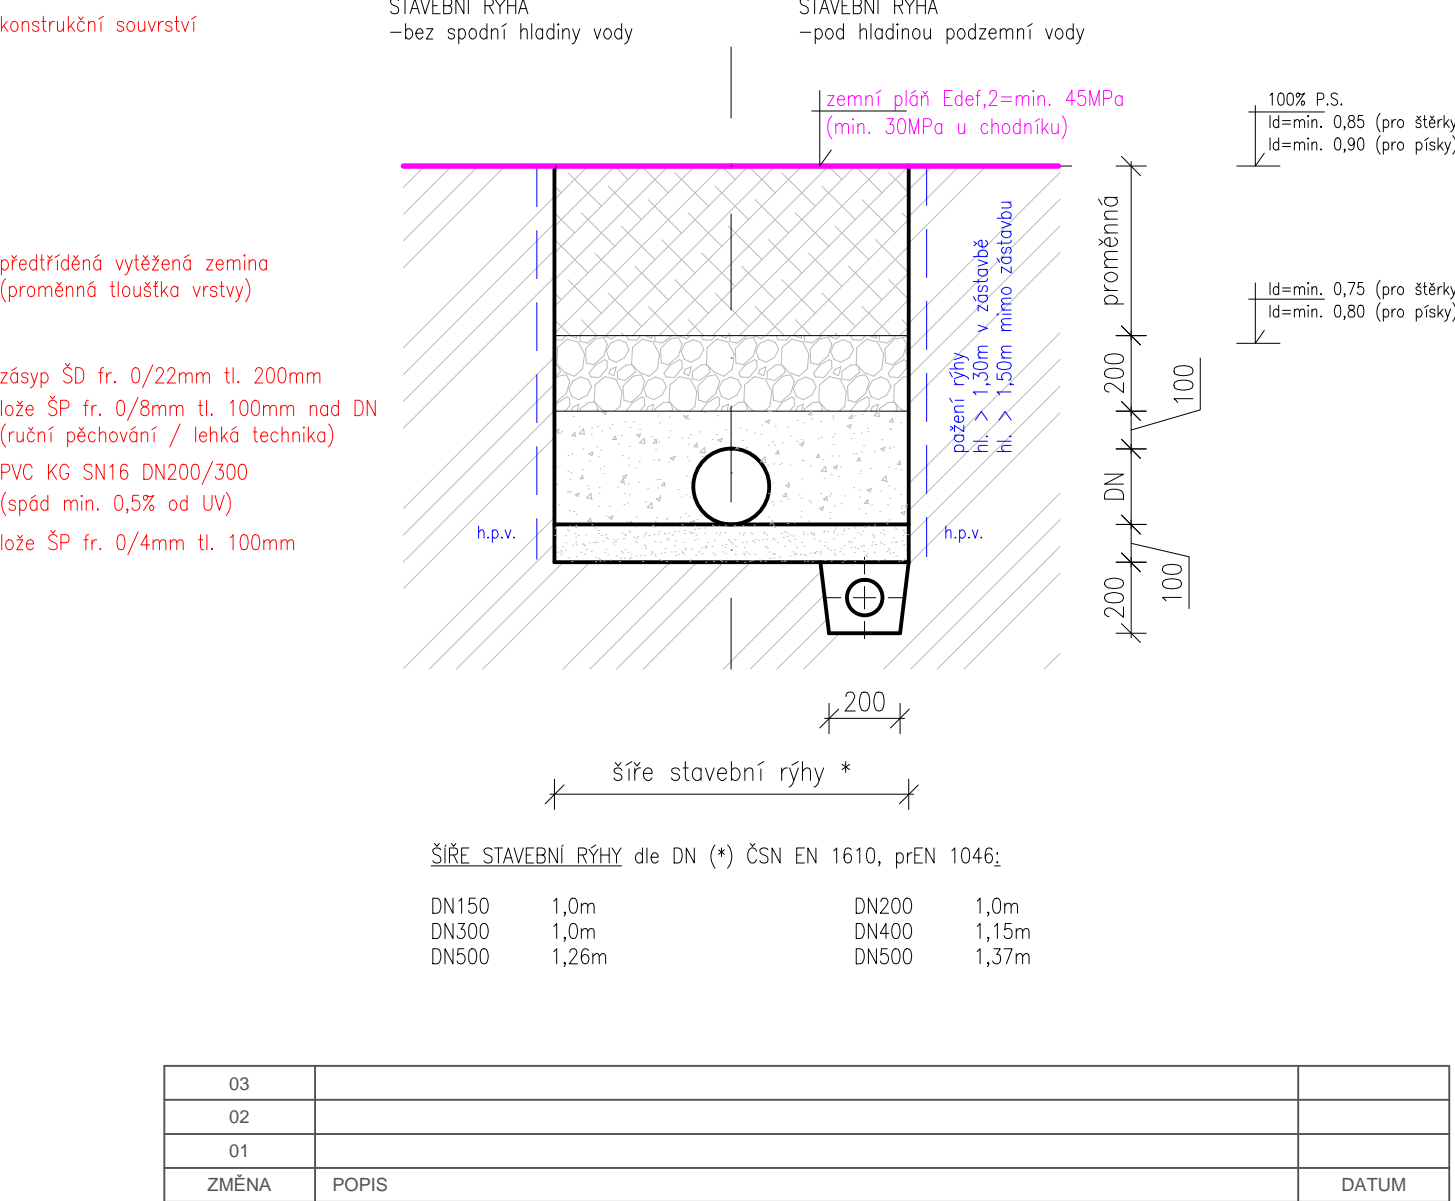 STAVEBNÍ RÝHA
-bez spodní hladiny vody
STAVEBNÍ RÝHA
-pod hladinou podzemní vody
konstrukční souvrství
zemní pláň Edef,2=min. 45MPa
(min. 30MPa u chodníku)
100% P.S.
Id=min. 0,85 (pro štěrky
Id=min. 0,90 (pro písky)
předtříděná vytěžená zemina
(proměnná tloušťka vrstvy)
zásyp ŠD fr. 0/22mm tl. 200mm
lože ŠP fr. 0/8mm tl. 100mm nad DN
(ruční pěchování / lehká technika)
PVC KG SN16 DN200/300
(spád min. 0,5% od UV)
lože ŠP fr. 0/4mm tl. 100mm
h.p.v.
h.p.v.
pažení rýhy
hl. > 1,30m v zástavbě
hl. > 1,50m mimo zástavbu
proměnná
200
100
DN
100
200
Id=min. 0,75 (pro štěrky
Id=min. 0,80 (pro písky)
200
šíře stavební rýhy *
ŠÍŘE STAVEBNÍ RÝHY dle DN (*) ČSN EN 1610, prEN 1046:
DN150 1,0m DN200 1,0m
DN300 1,0m DN400 1,15m
DN500 1,26m DN500 1,37m
03
02
01
ZMĚNA POPIS DATUM